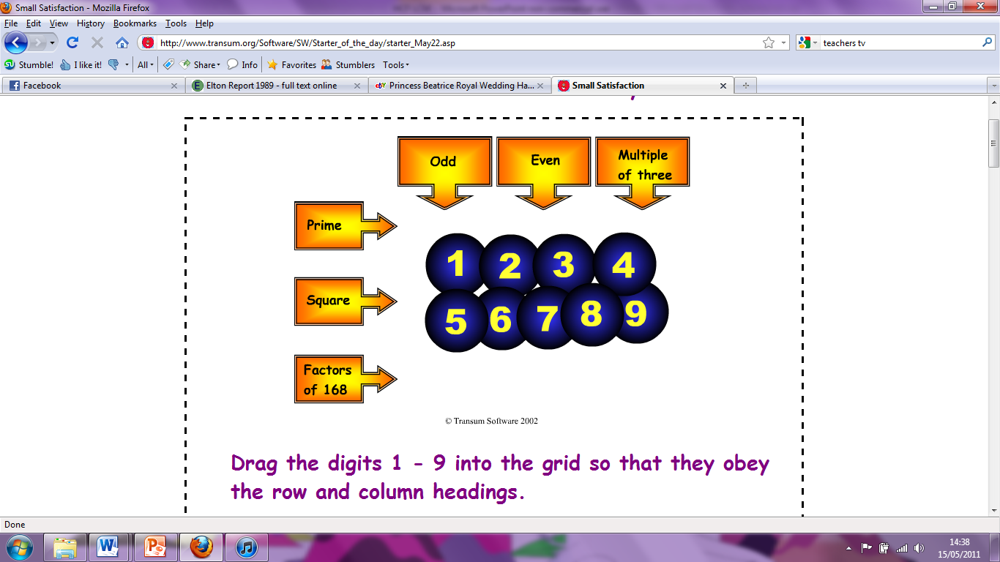 Small Satisfaction - Mozilla Firefox
File Edit View History Bookmarks Tools Help
http://www.transum.org/Software/SW/Starter_of_the_day/starter_May22.asp
teachers tv
Stumble! I like it! All Share Info Favorites Stumblers Tools
Facebook
Elton Report 1989 - full text online
Princess Beatrice Royal Wedding Ha...
Small Satisfaction
Odd
Even
Multiple
of three
Prime
1 2 3 4
Square
5 6 7 8 9
Factors
of 168
© Transum Software 2002
Drag the digits 1 - 9 into the grid so that they obey
the row and column headings.
Done
14:38
15/05/2011